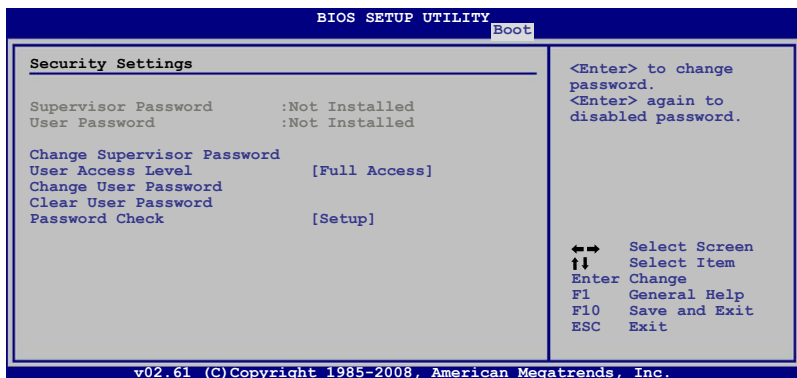 BIOS SETUP UTILITY
Boot
Security Settings
Supervisor Password :Not Installed
User Password :Not Installed
Change Supervisor Password
User Access Level [Full Access]
Change User Password
Clear User Password
Password Check [Setup]
<Enter> to change
password.
<Enter> again to
disabled password.
←→ Select Screen
↑↓ Select Item
Enter Change
F1 General Help
F10 Save and Exit
ESC Exit
v02.61 (C)Copyright 1985-2008, American Megatrends, Inc.